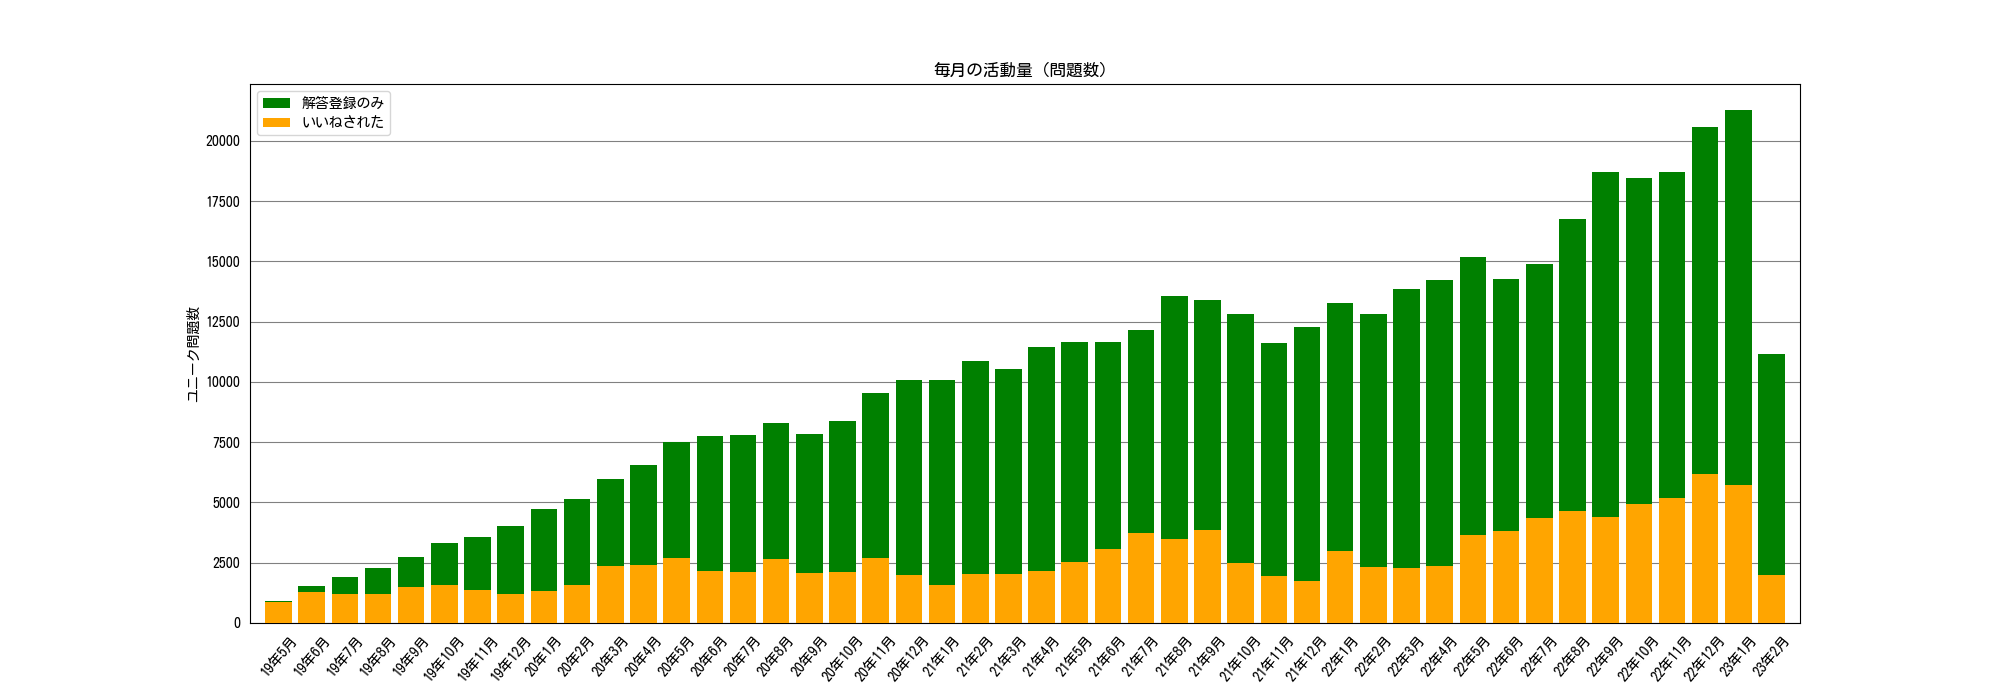 毎月の活動量（問題数）
解答登録のみ
いいねされた
ユニーク問題数
20000
17500
15000
12500
10000
7500
5000
2500
0
19年5月
19年6月
19年7月
19年8月
19年9月
19年10月
19年11月
19年12月
20年1月
20年2月
20年3月
20年4月
20年5月
20年6月
20年7月
20年8月
20年9月
20年10月
20年11月
20年12月
21年1月
21年2月
21年3月
21年4月
21年5月
21年6月
21年7月
21年8月
21年9月
21年10月
21年11月
21年12月
22年1月
22年2月
22年3月
22年4月
22年5月
22年6月
22年7月
22年8月
22年9月
22年10月
22年11月
22年12月
23年1月
23年2月